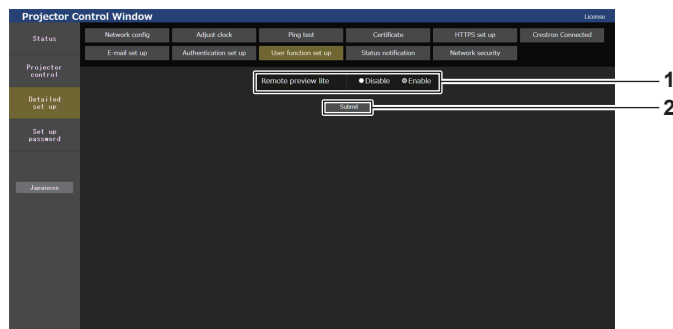 Projector Control Window
License
Status
Network config
Adjust clock
Ping test
Certificate
HTTPS set up
Crestron Connected
E-mail set up
Authentication set up
User function set up
Status notification
Network security
Projector
control
Remote preview lite
Disable
Enable
1
Detailed
set up
Submit
2
Set up
password
Japanese